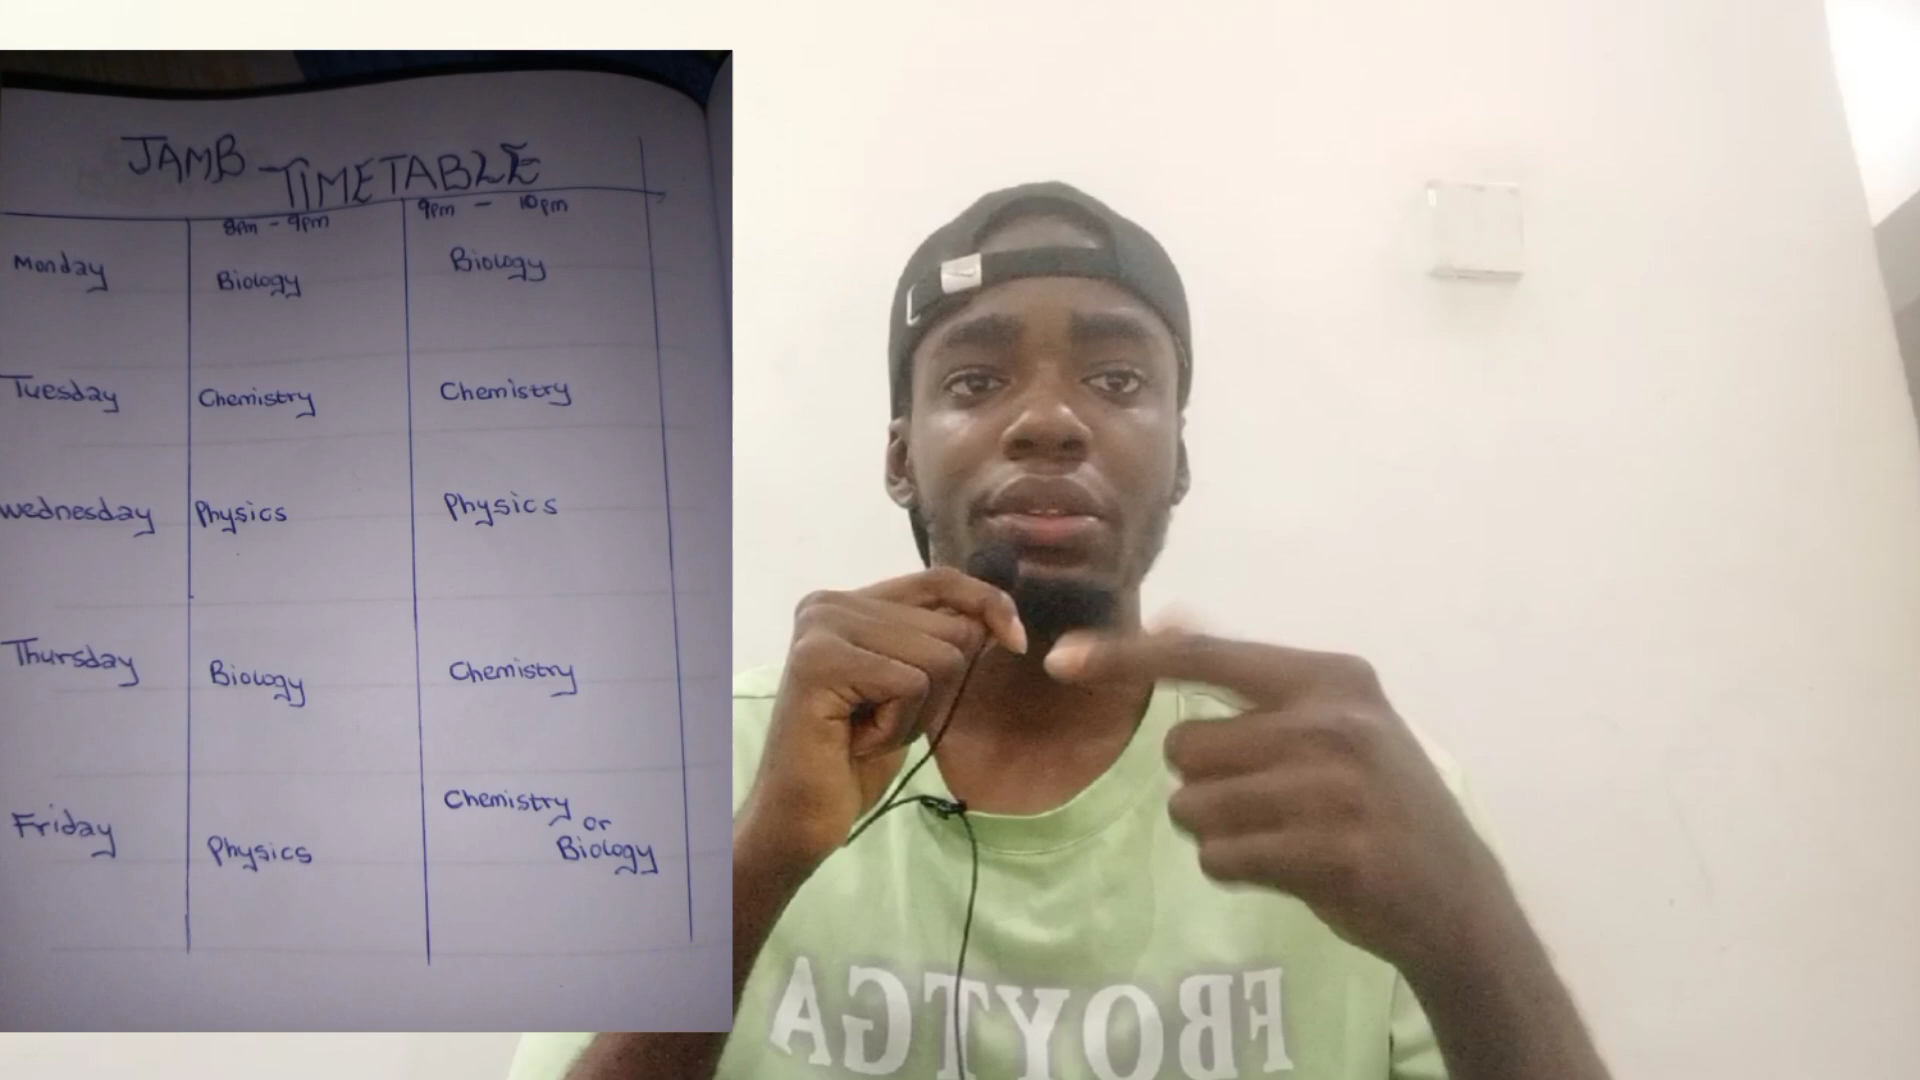 JAMB TIMETABLE
8pm - 9pm 9pm - 10pm
Monday Biology Biology
Tuesday Chemistry Chemistry
Wednesday Physics Physics
Thursday Biology Chemistry
Friday Physics Chemistry or Biology
FBOYTGA